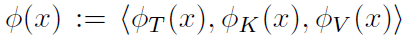 ϕ(x) := ⟨ϕ_T(x), ϕ_K(x), ϕ_V(x)⟩